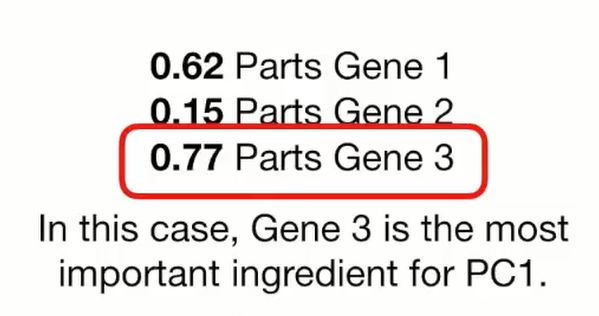 0.62 Parts Gene 1
0.15 Parts Gene 2
0.77 Parts Gene 3
In this case, Gene 3 is the most
important ingredient for PC1.